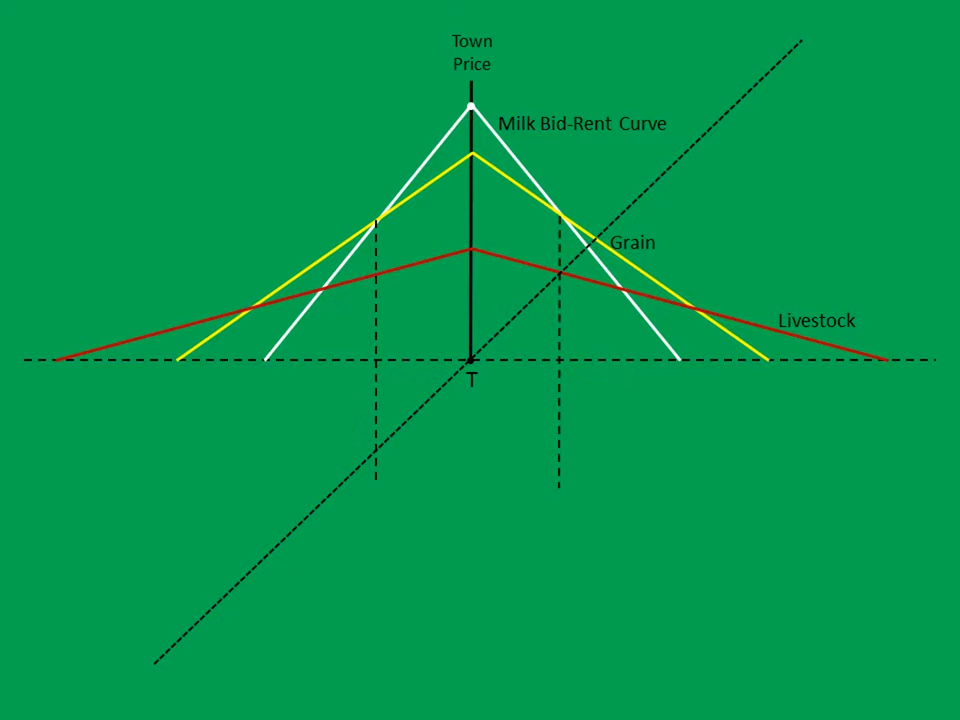 Town
Price
Milk Bid-Rent Curve
Grain
Livestock
T